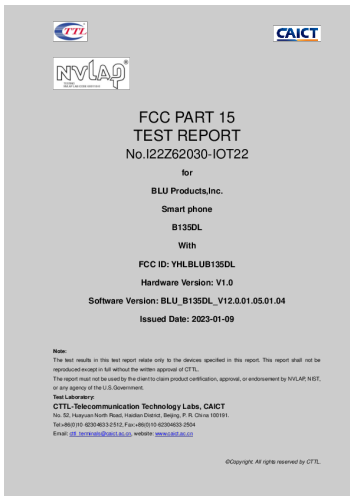 CTTL
CAICT
NVLAP®
FCC PART 15
TEST REPORT
No.I22Z62030-IOT22
for
BLU Products,Inc.
Smart phone
B135DL
With
FCC ID: YHLBLUB135DL
Hardware Version: V1.0
Software Version: BLU_B135DL_V12.0.01.05.01.04
Issued Date: 2023-01-09
Note:
The test results in this test report relate only to the devices specified in this report. This report shall not be
reproduced except in full without the written approval of CTTL.
The report must not be used by the client to claim product certification, approval, or endorsement by NVLAP, NIST,
or any agency of the U.S.Government.
Test Laboratory:
CTTL-Telecommunication Technology Labs, CAICT
No. 52, Huayuan North Road, Haidian District, Beijing, P. R. China 100191.
Tel:+86(0)10-62304633-2512, Fax:+86(0)10-62304633-2504
Email: cttl_terminals@caict.ac.cn, website: www.caict.ac.cn
©Copyright. All rights reserved by CTTL.